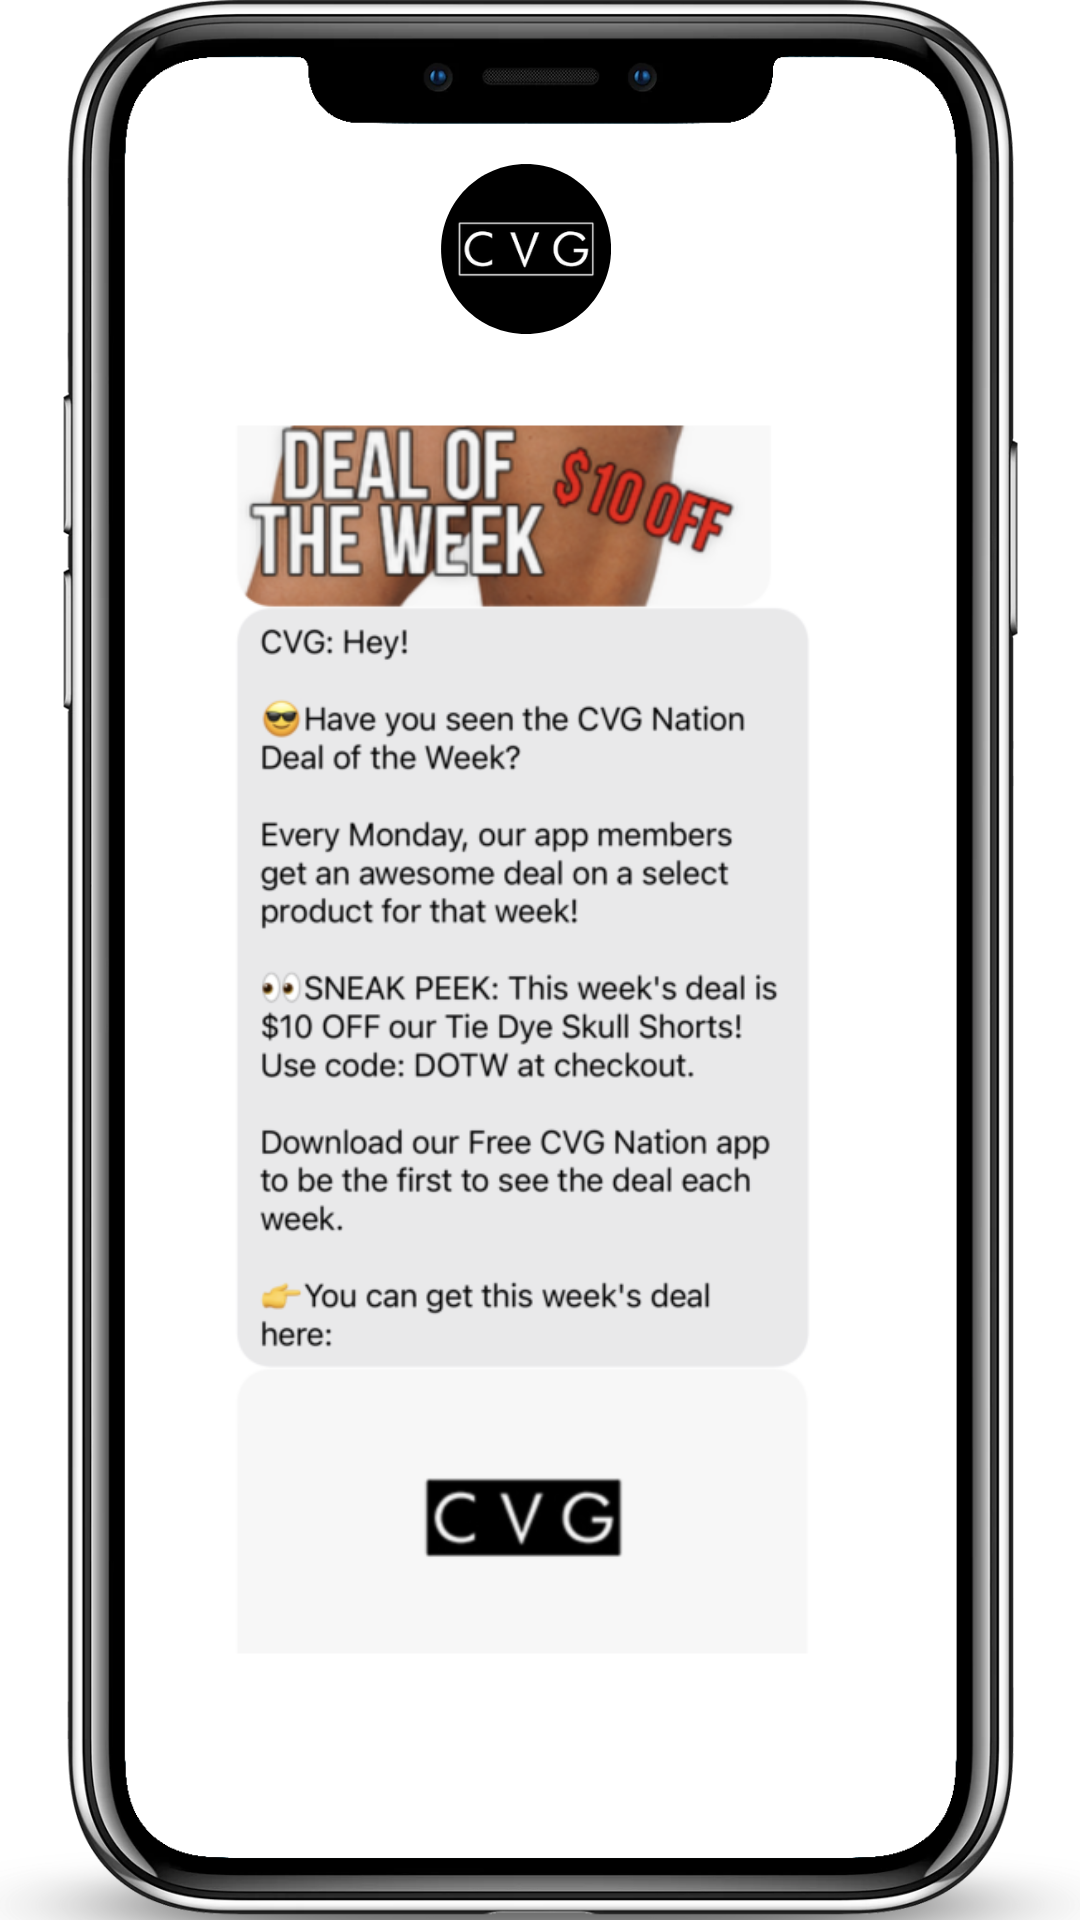 CVG
DEAL OF
THE WEEK
$10 OFF
CVG: Hey!
😎Have you seen the CVG Nation
Deal of the Week?
Every Monday, our app members
get an awesome deal on a select
product for that week!
👀SNEAK PEEK: This week's deal is
$10 OFF our Tie Dye Skull Shorts!
Use code: DOTW at checkout.
Download our Free CVG Nation app
to be the first to see the deal each
week.
👉You can get this week's deal
here:
CVG